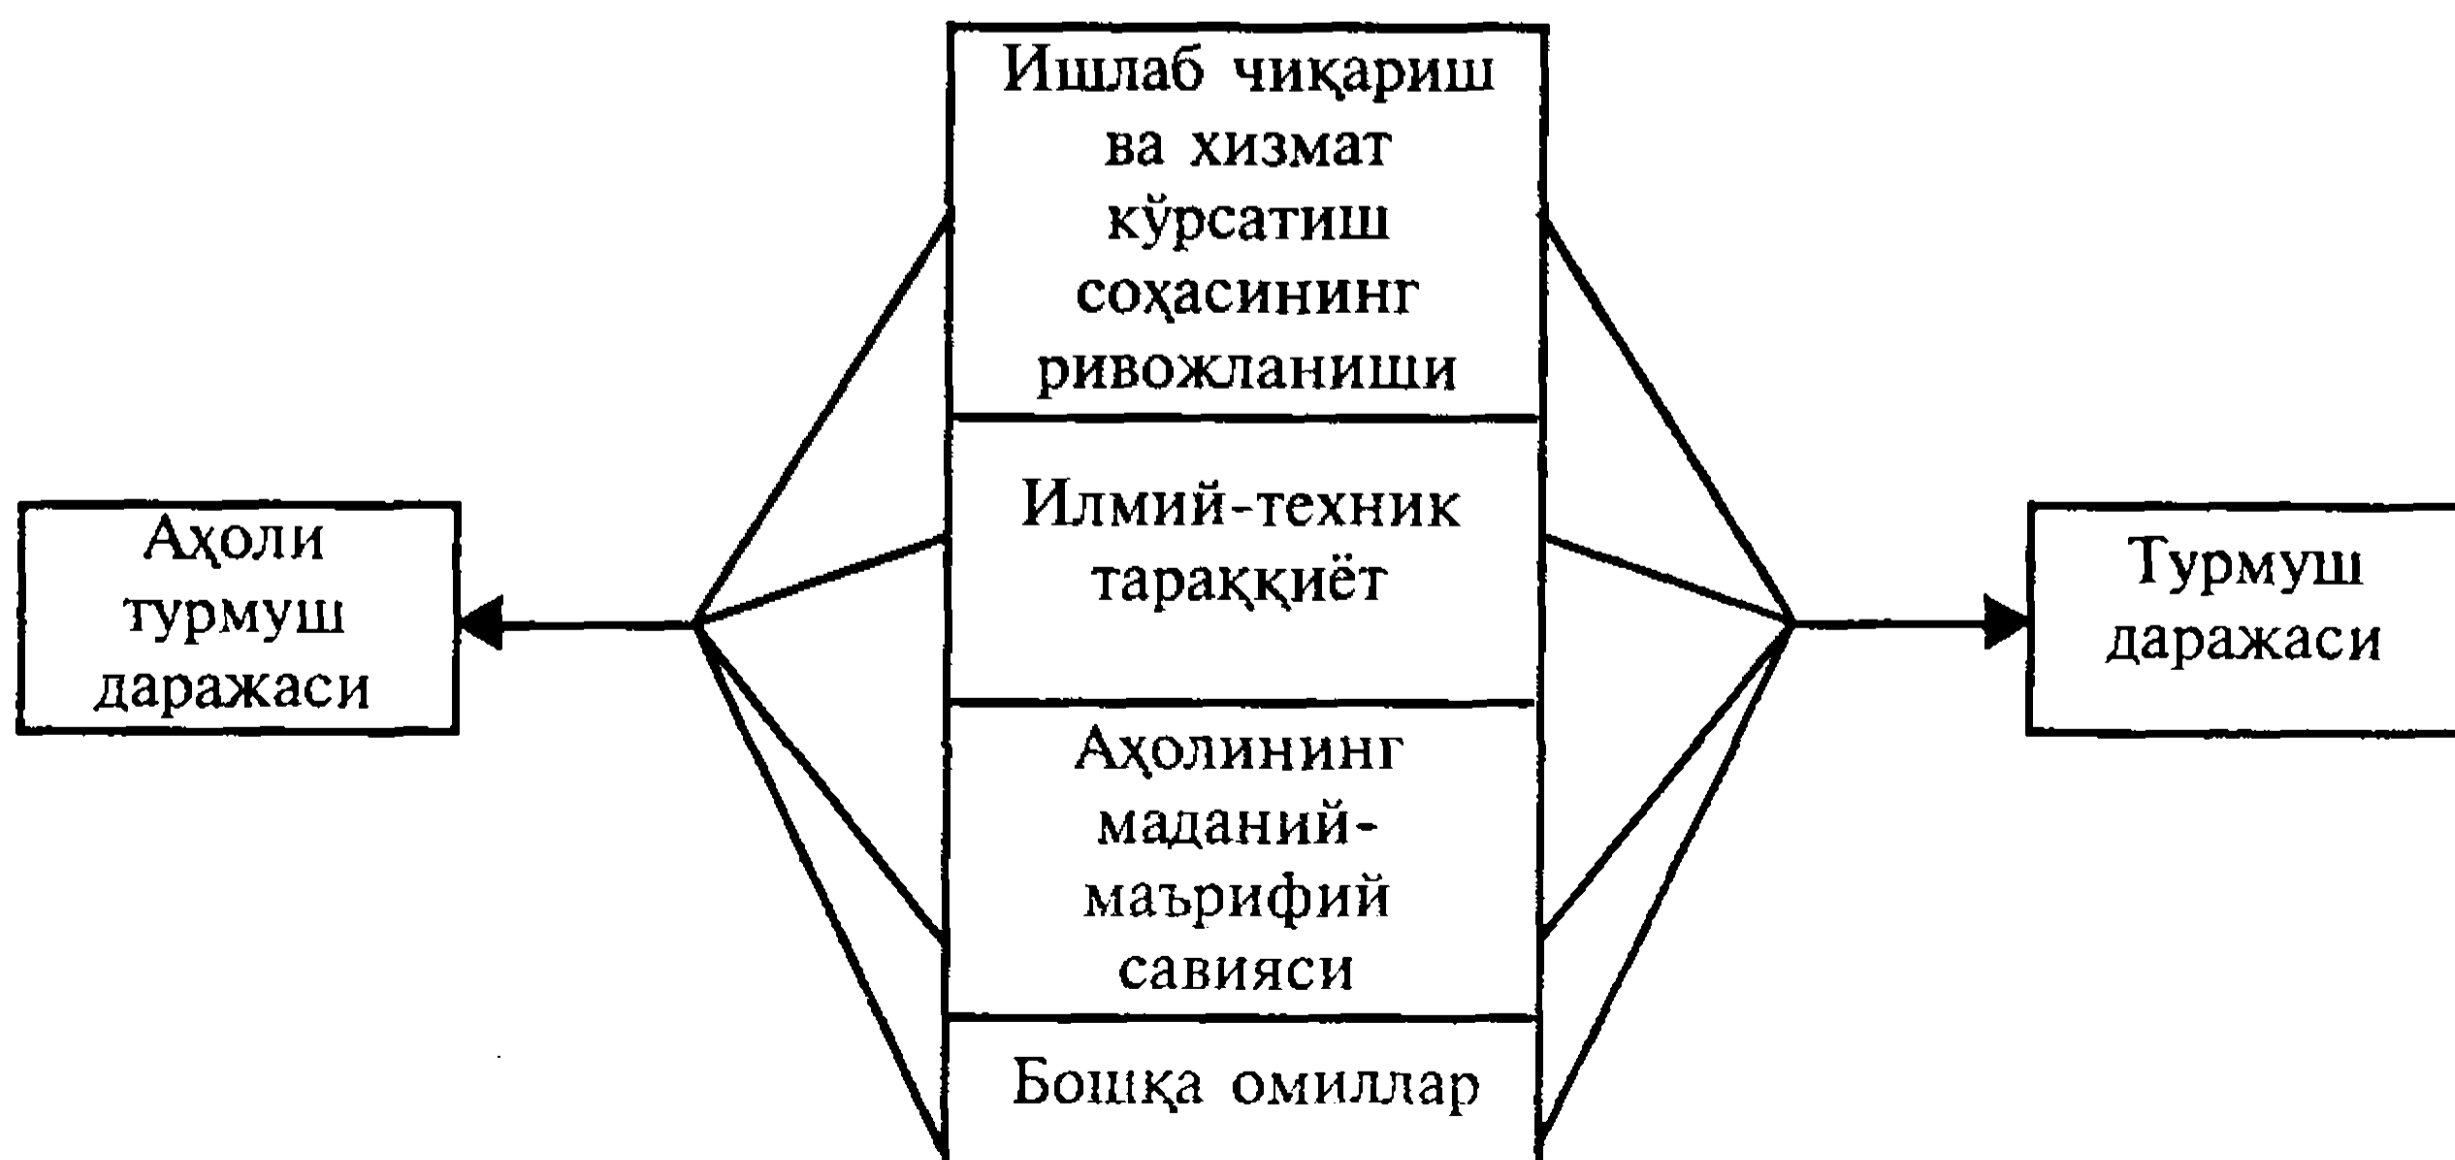 Ишлаб чиқариш
ва хизмат
кўрсатиш
соҳасининг
ривожланиши
Илмий-техник
тараққиёт
Аҳолининг
маданий-
маърифий
савияси
Бошқа омиллар
Аҳоли
турмуш
даражаси
Турмуш
даражаси